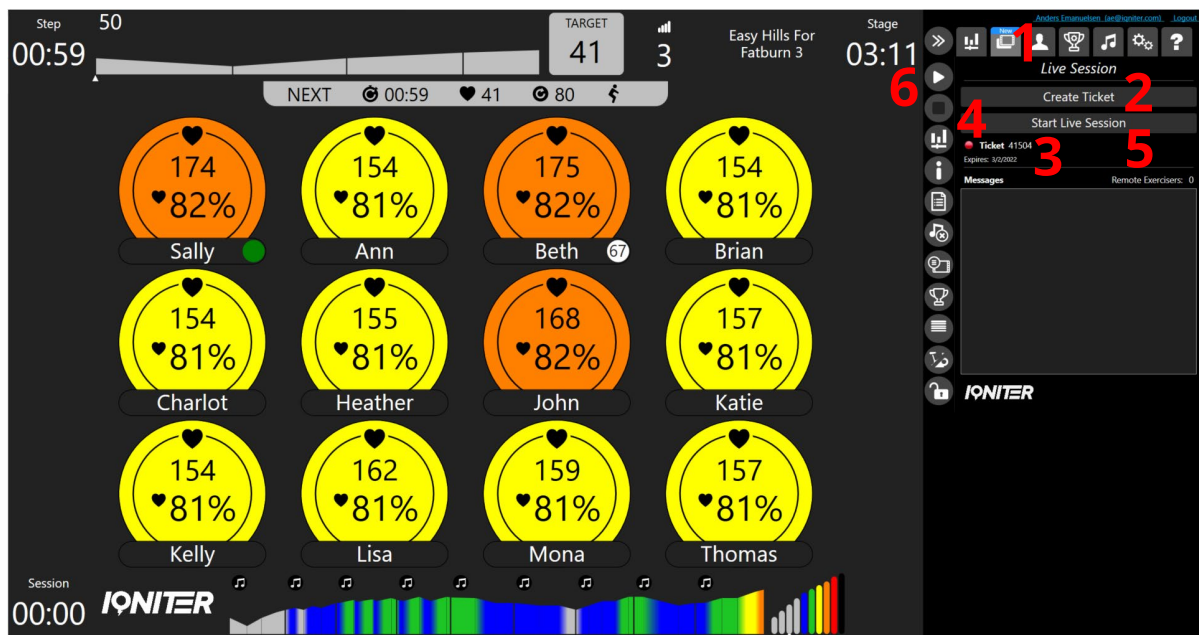 Step
00:59
50
TARGET
41
3
Easy Hills For
Fatburn 3
Stage
03:11
NEXT 00:59 41 80
174
82%
Sally
154
81%
Ann
175
82%
Beth 67
154
81%
Brian
154
81%
Charlot
155
81%
Heather
168
82%
John
157
81%
Katie
154
81%
Kelly
162
81%
Lisa
159
81%
Mona
157
81%
Thomas
Session
00:00
IQNITER
Anders Emanuelsen (ae@iqniter.com) Logout
New
?
1
Live Session
Create Ticket
2
Start Live Session
Ticket 41504
Expires: 3/2/2022
3
4
5
6
Messages
Remote Exercisers: 0
IQNITER